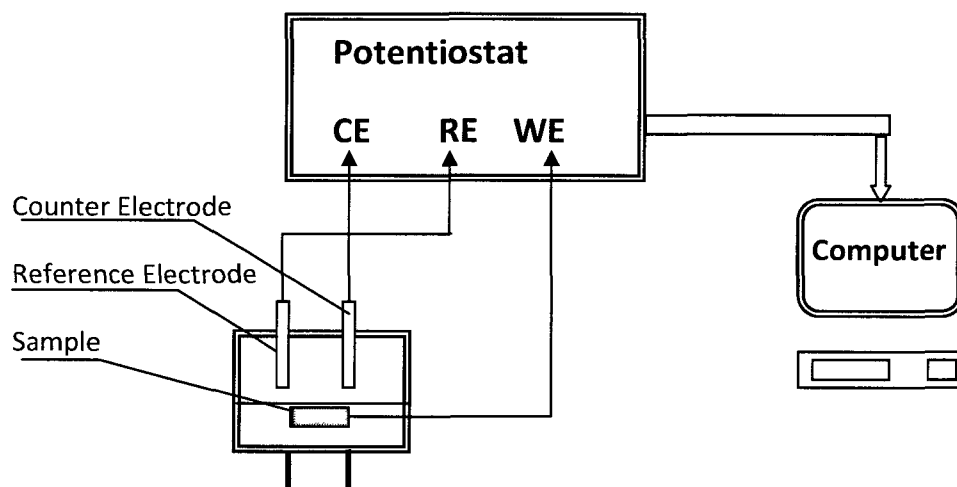 Potentiostat
CE RE WE
Counter Electrode
Reference Electrode
Sample
Computer